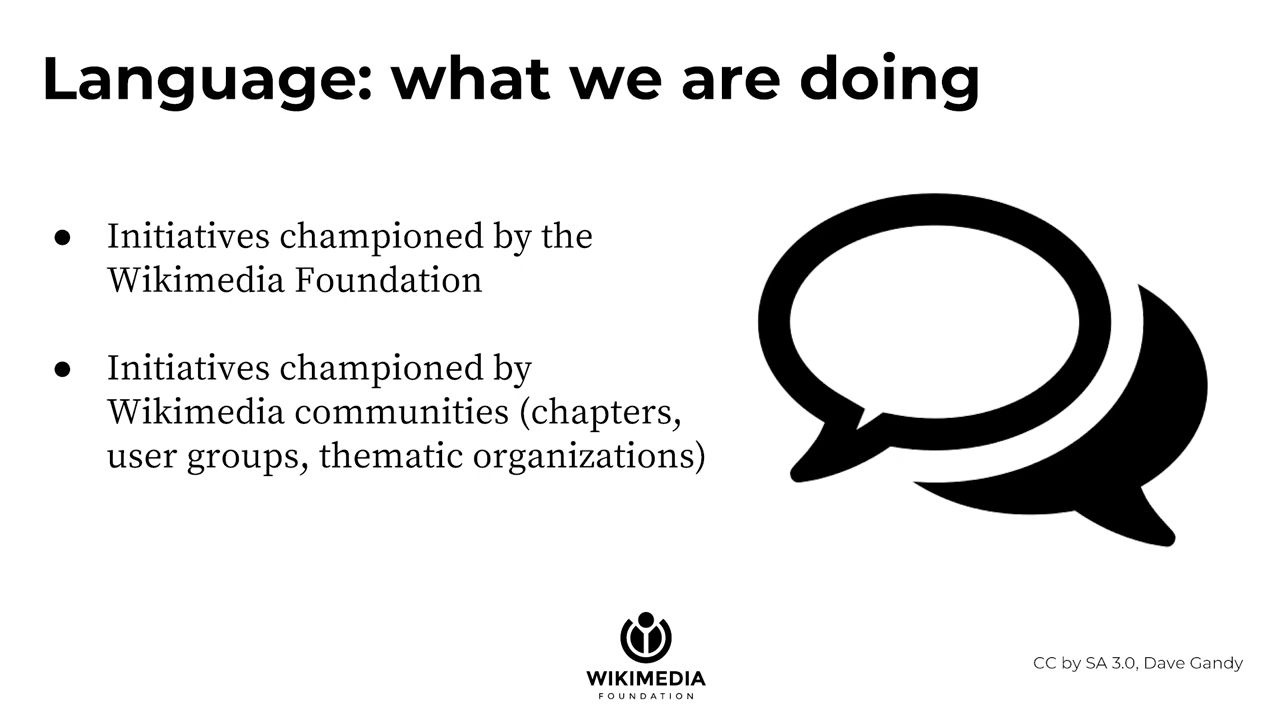 Language: what we are doing
● Initiatives championed by the
Wikimedia Foundation
● Initiatives championed by
Wikimedia communities (chapters,
user groups, thematic organizations)
WIKIMEDIA
FOUNDATION
CC by SA 3.0, Dave Gandy